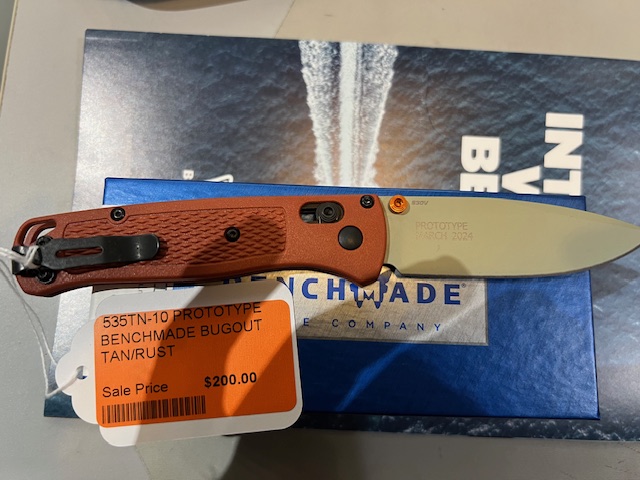 INT
V
BE
B
S30V
PROTOTYPE
MARCH 2024
BENCHMADE®
E COMPANY
535TN-10 PROTOTYPE
BENCHMADE BUGOUT
TAN/RUST
Sale Price $200.00